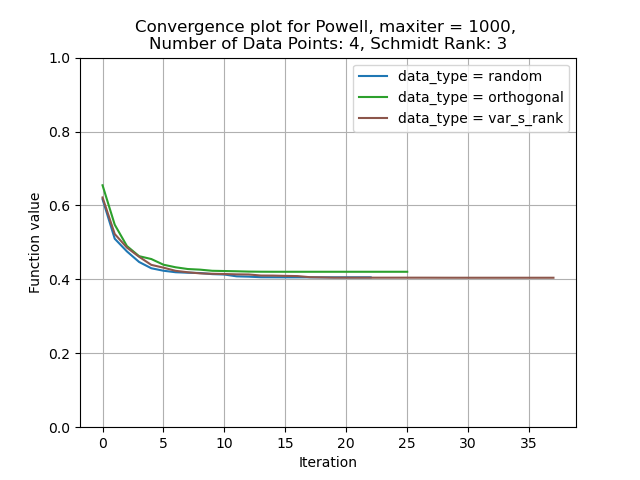 Convergence plot for Powell, maxiter = 1000,
Number of Data Points: 4, Schmidt Rank: 3
data_type = random
data_type = orthogonal
data_type = var_s_rank
Function value
1.0
0.8
0.6
0.4
0.2
0.0
0 5 10 15 20 25 30 35
Iteration